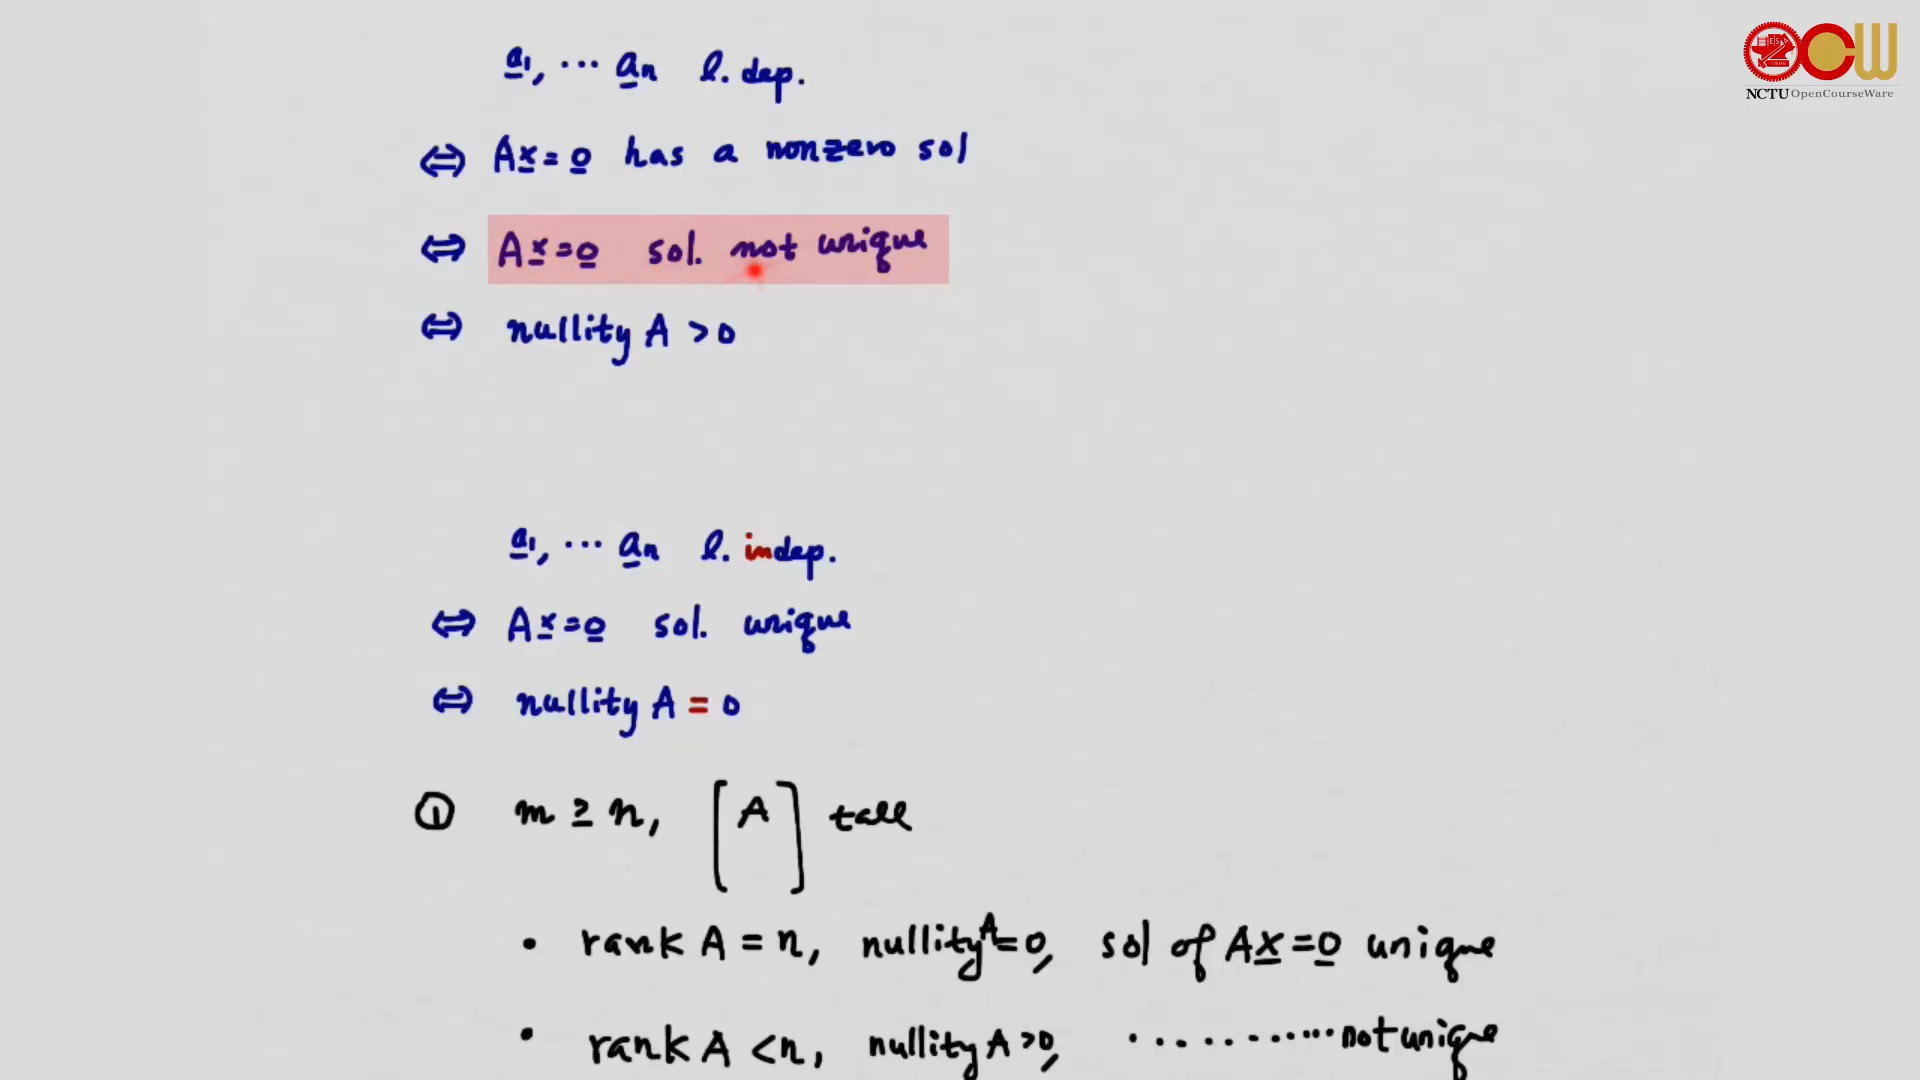 NCTU OpenCourseWare
a1, ... an l. dep.
⇔ Ax = 0 has a nonzero sol
⇔ Ax = 0 sol. not unique
⇔ nullity A > 0
a1, ... an l. indep.
⇔ Ax = 0 sol. unique
⇔ nullity A = 0
① m ≥ n, [A] tall
• rank A = n, nullity A = 0, sol of Ax = 0 unique
• rank A < n, nullity A > 0, ........... not unique